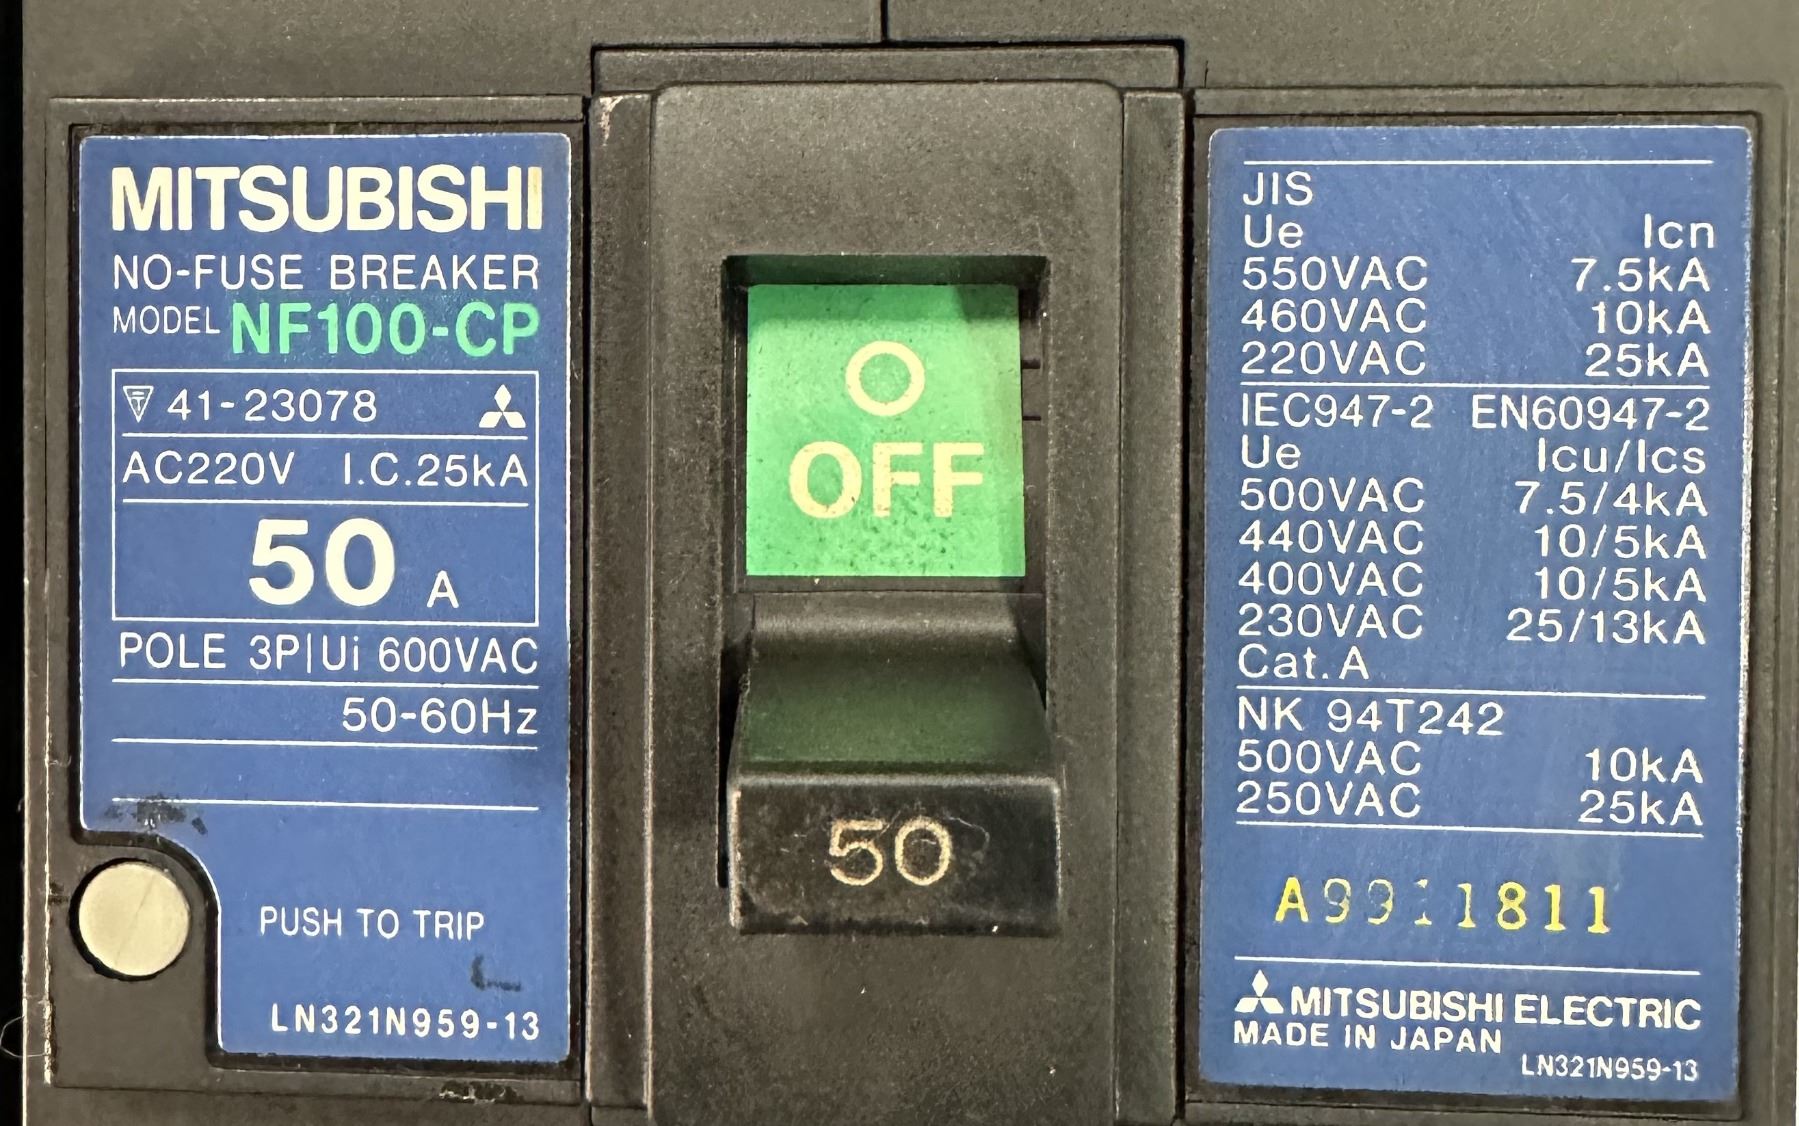 MITSUBISHI
NO-FUSE BREAKER
MODEL NF100-CP
41-23078
AC220V I.C.25kA
50 A
POLE 3P|Ui 600VAC
50-60Hz
PUSH TO TRIP
LN321N959-13
O
OFF
50
JIS
Ue Icn
550VAC 7.5kA
460VAC 10kA
220VAC 25kA
IEC947-2 EN60947-2
Ue Icu/Ics
500VAC 7.5/4kA
440VAC 10/5kA
400VAC 10/5kA
230VAC 25/13kA
Cat.A
NK 94T242
500VAC 10kA
250VAC 25kA
MITSUBISHI ELECTRIC
MADE IN JAPAN
LN321N959-13